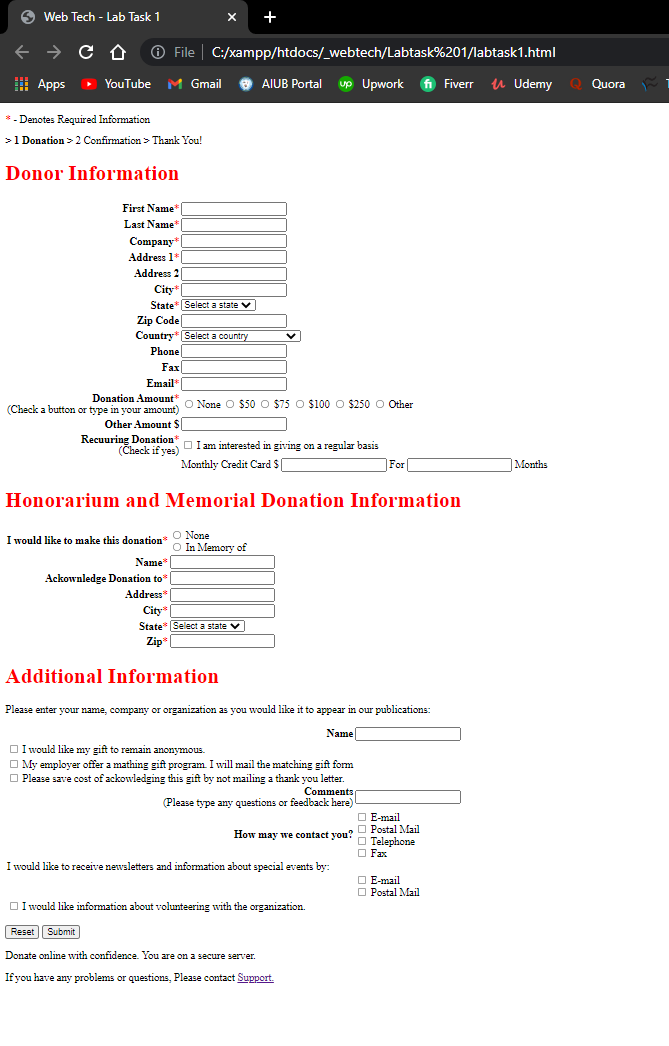 Web Tech - Lab Task 1
File | C:/xampp/htdocs/_webtech/Labtask%201/labtask1.html
Apps YouTube Gmail AIUB Portal Upwork Fiverr Udemy Quora
* - Denotes Required Information
> 1 Donation > 2 Confirmation > Thank You!
Donor Information
First Name*
Last Name*
Company*
Address 1*
Address 2
City*
State* Select a state
Zip Code
Country* Select a country
Phone
Fax
Email*
Donation Amount*
(Check a button or type in your amount) None $50 $75 $100 $250 Other
Other Amount $
Recuuring Donation*
(Check if yes) I am interested in giving on a regular basis
Monthly Credit Card $ For Months
Honorarium and Memorial Donation Information
I would like to make this donation* None
In Memory of
Name*
Ackownledge Donation to*
Address*
City*
State* Select a state
Zip*
Additional Information
Please enter your name, company or organization as you would like it to appear in our publications:
Name
I would like my gift to remain anonymous.
My employer offer a mathing gift program. I will mail the matching gift form
Please save cost of ackowledging this gift by not mailing a thank you letter.
Comments
(Please type any questions or feedback here)
How may we contact you? E-mail
Postal Mail
Telephone
Fax
I would like to receive newsletters and information about special events by:
E-mail
Postal Mail
I would like information about volunteering with the organization.
Reset Submit
Donate online with confidence. You are on a secure server.
If you have any problems or questions, Please contact Support.